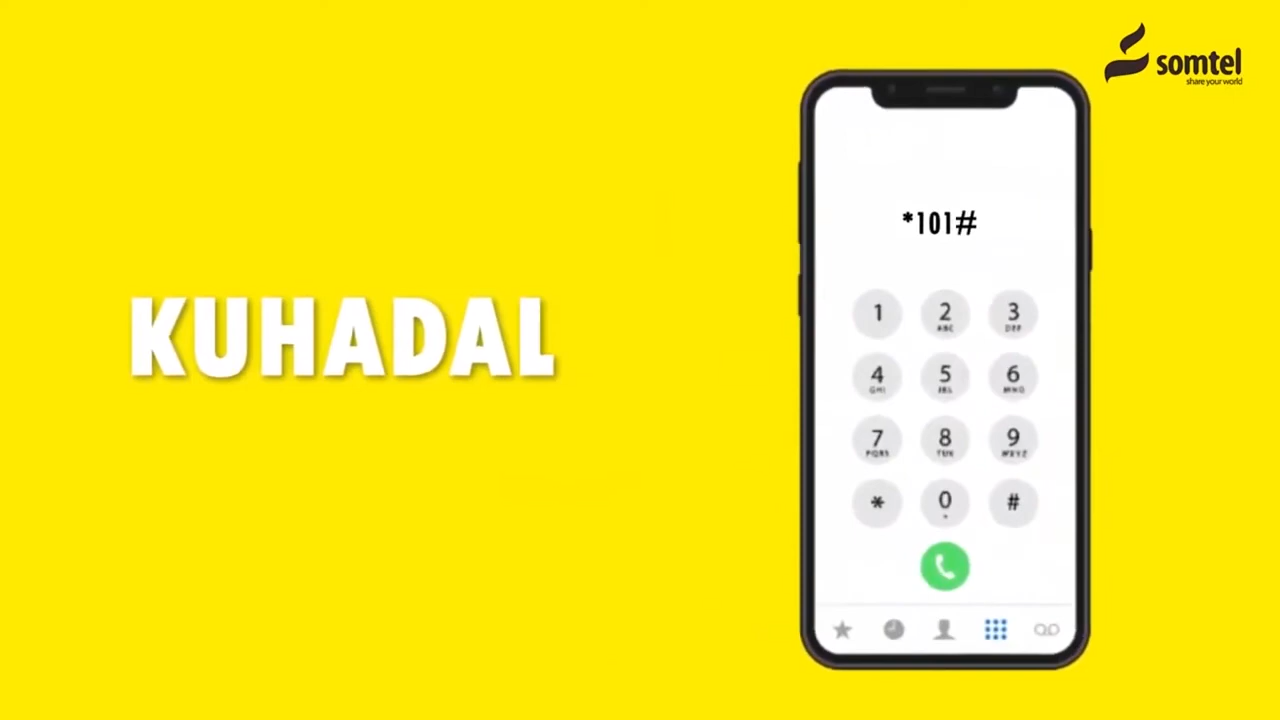 somtel
share your world
*101#
KUHADAL
1
2
ABC
3
DEF
4
GHI
5
JKL
6
MNO
7
PQRS
8
TUV
9
WXYZ
*
0
+
#